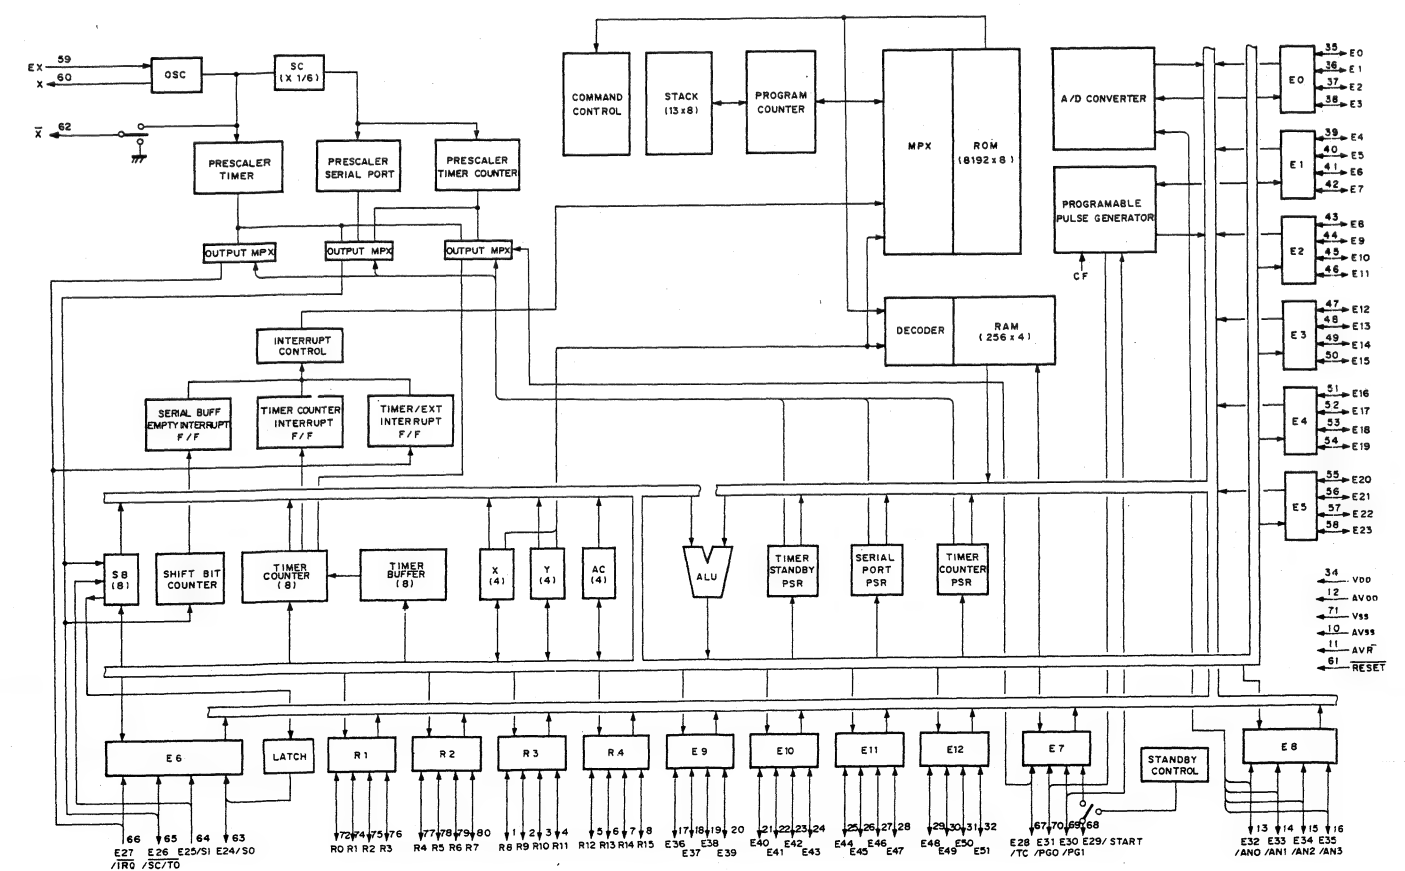 EX
59
X
60
X
62
OSC
SC
(X 1/6)
PRESCALER
TIMER
PRESCALER
SERIAL PORT
PRESCALER
TIMER COUNTER
OUTPUT MPX
OUTPUT MPX
OUTPUT MPX
COMMAND
CONTROL
STACK
(13x8)
PROGRAM
COUNTER
MPX
ROM
(8192x8)
A/D CONVERTER
PROGRAMABLE
PULSE GENERATOR
CF
DECODER
RAM
(256x4)
INTERRUPT
CONTROL
SERIAL BUFF
EMPTY INTERRUPT
F/F
TIMER COUNTER
INTERRUPT
F/F
TIMER/EXT
INTERRUPT
F/F
E0
35 E0
36 E1
37 E2
38 E3
E1
39 E4
40 E5
41 E6
42 E7
E2
43 E8
44 E9
45 E10
46 E11
E3
47 E12
48 E13
49 E14
50 E15
E4
51 E16
52 E17
53 E18
54 E19
E5
55 E20
56 E21
57 E22
58 E23
34 VDD
12 AVDD
71 VSS
10 AVSS
11 AVR
61 RESET
SB
(8)
SHIFT BIT
COUNTER
TIMER
COUNTER
(8)
TIMER
BUFFER(8)
X
(4)
Y
(4)
AC
(4)
ALU
TIMER
STANDBY
PSR
SERIAL
PORT
PSR
TIMER
COUNTER
PSR
E6
LATCH
R1
R2
R3
R4
E9
E10
E11
E12
E7
STANDBY
CONTROL
E8
66 65 64 63
E27 E26 E25/SI E24/SO
/IRQ /SC/TO
72 74 75 76
R0 R1 R2 R3
77 78 79 80
R4 R5 R6 R7
1 2 3 4
R8 R9 R10 R11
5 6 7 8
R12 R13 R14 R15
17 18 19 20
E36 E38
E37 E39
21 22 23 24
E40 E42
E41 E43
25 26 27 28
E44 E46
E45 E47
29 30 31 32
E48 E50
E49 E51
67 70 69 68
E28 E31 E30 E29/START
/TC /PG0 /PG1
13 14 15 16
E32 E33 E34 E35
/AN0 /AN1 /AN2 /AN3